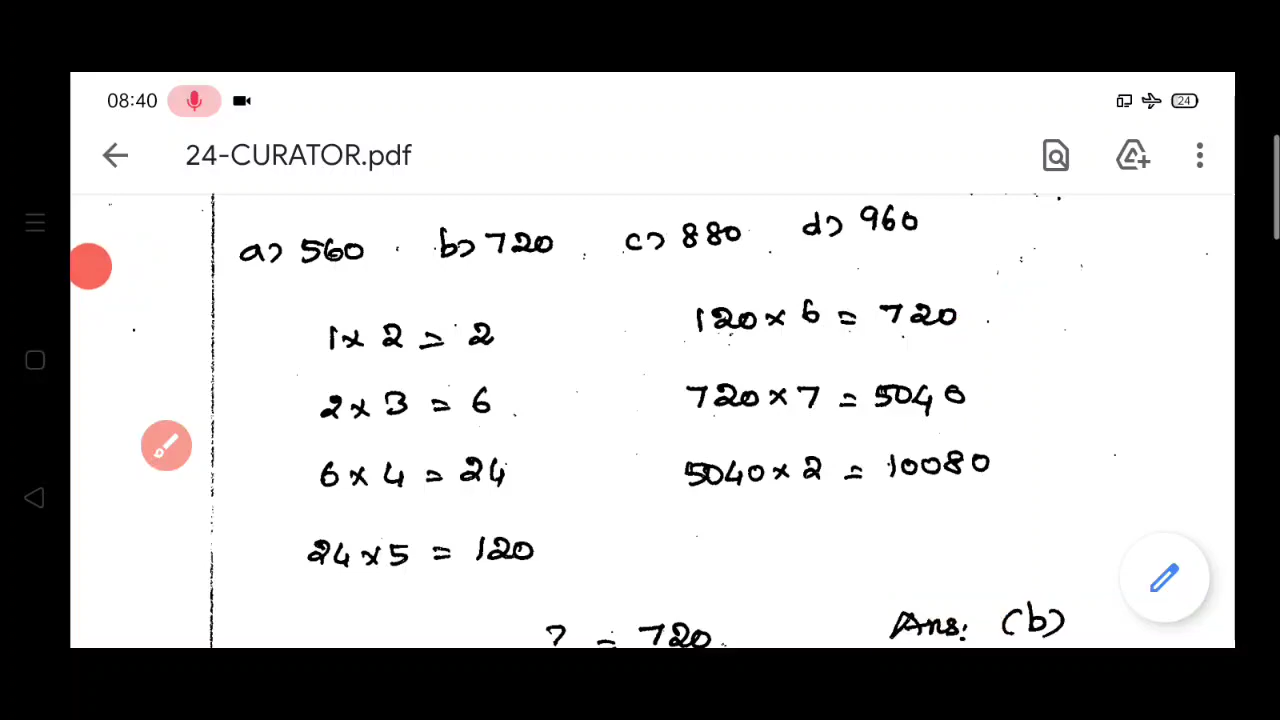 08:40
24
24-CURATOR.pdf
a) 560 b) 720 c) 880 d) 960
1 x 2 = 2
2 x 3 = 6
6 x 4 = 24
24 x 5 = 120
120 x 6 = 720
720 x 7 = 5040
5040 x 2 = 10080
? = 720
Ans: (b)